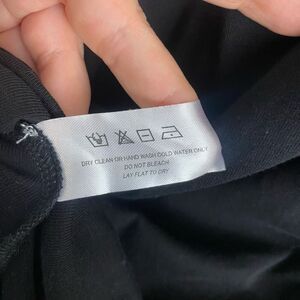 DRY CLEAN OR HAND WASH COLD WATER ONLY
DO NOT BLEACH
LAY FLAT TO DRY